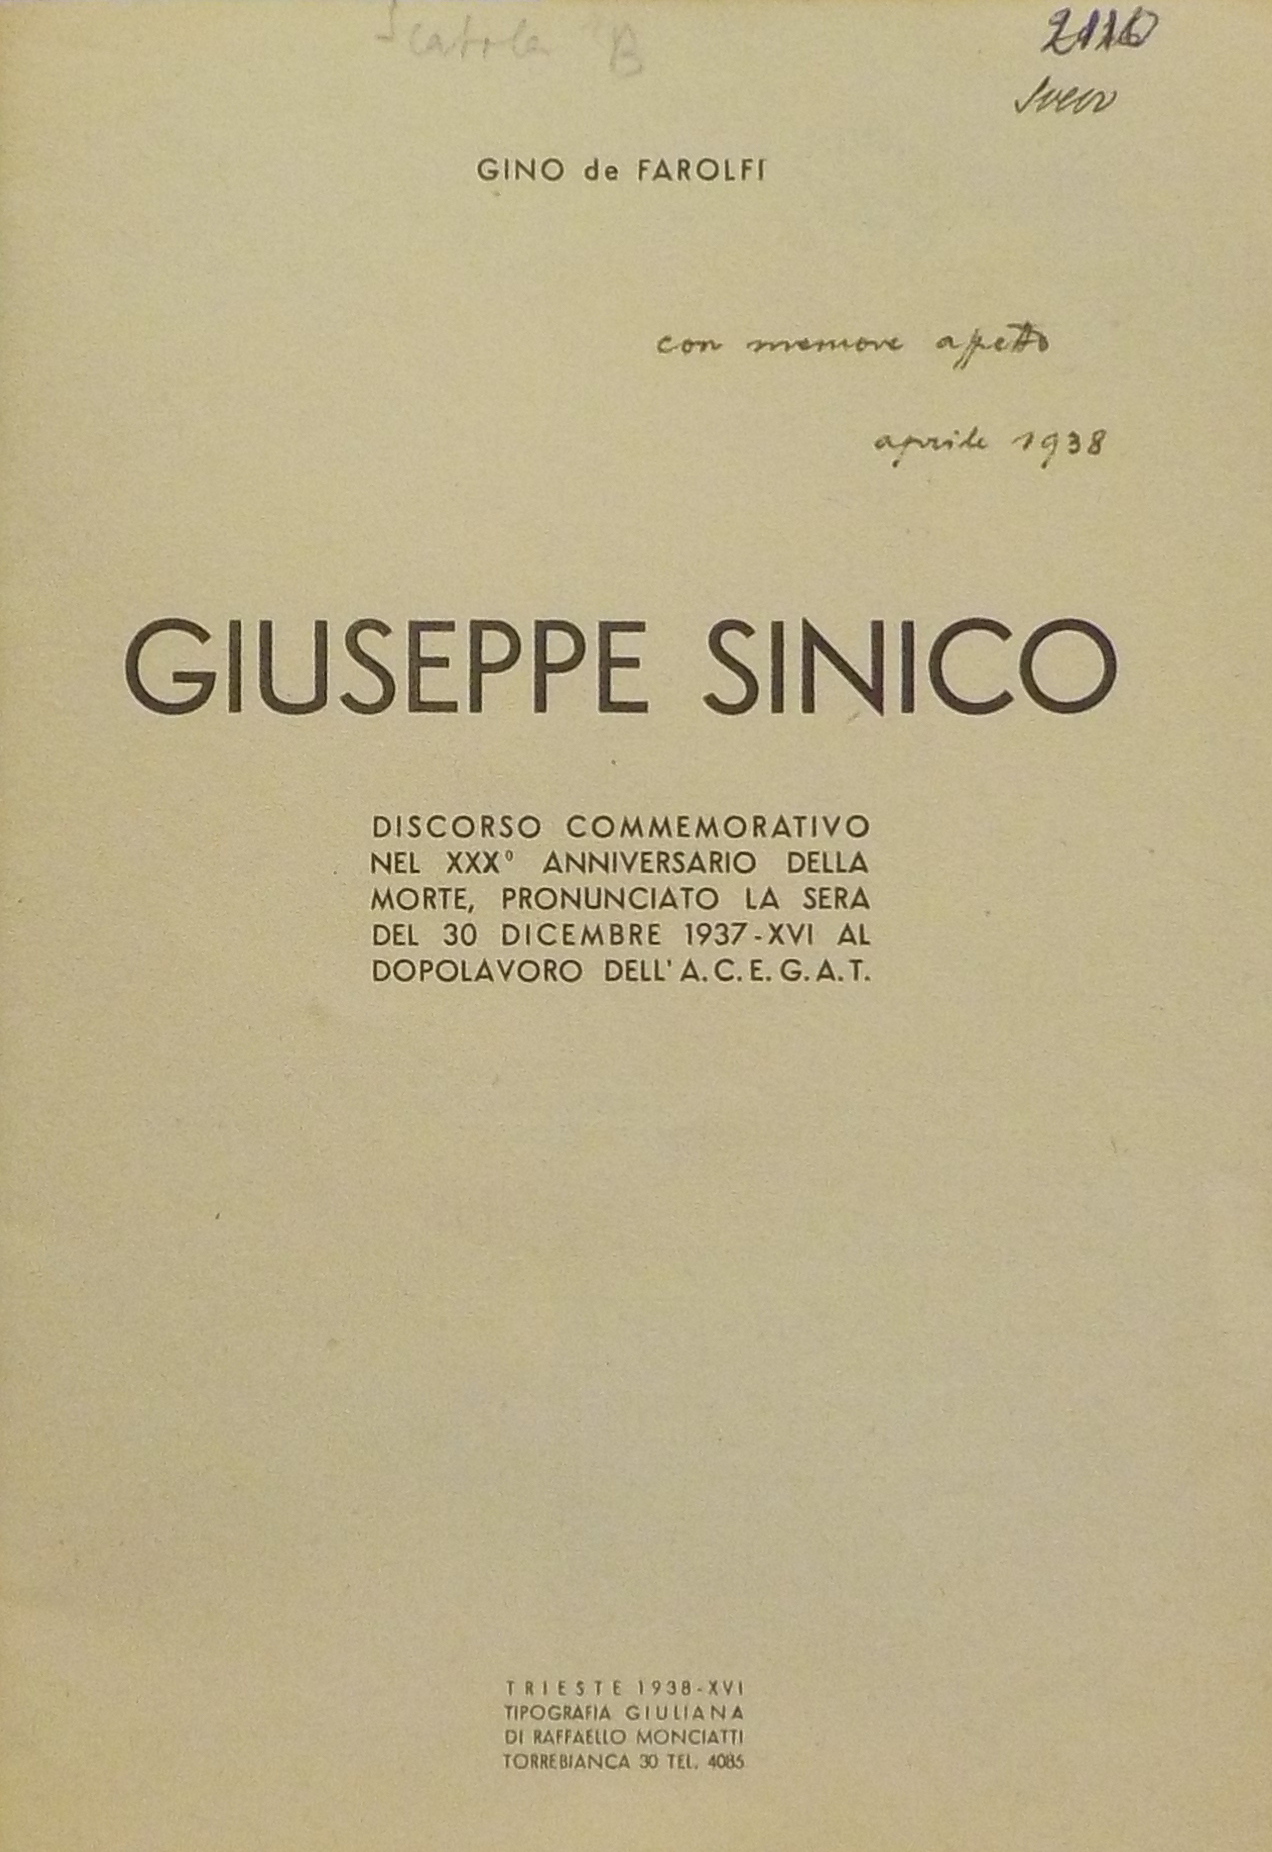 Scatola B
2116
Svevo
GINO de FAROLFI
con memore affetto
aprile 1938
GIUSEPPE SINICO
DISCORSO COMMEMORATIVO
NEL XXX° ANNIVERSARIO DELLA
MORTE, PRONUNCIATO LA SERA
DEL 30 DICEMBRE 1937-XVI AL
DOPOLAVORO DELL' A.C.E.G.A.T.
TRIESTE 1938-XVI
TIPOGRAFIA GIULIANA
DI RAFFAELLO MONCIATTI
TORREBIANCA 30 TEL. 4085